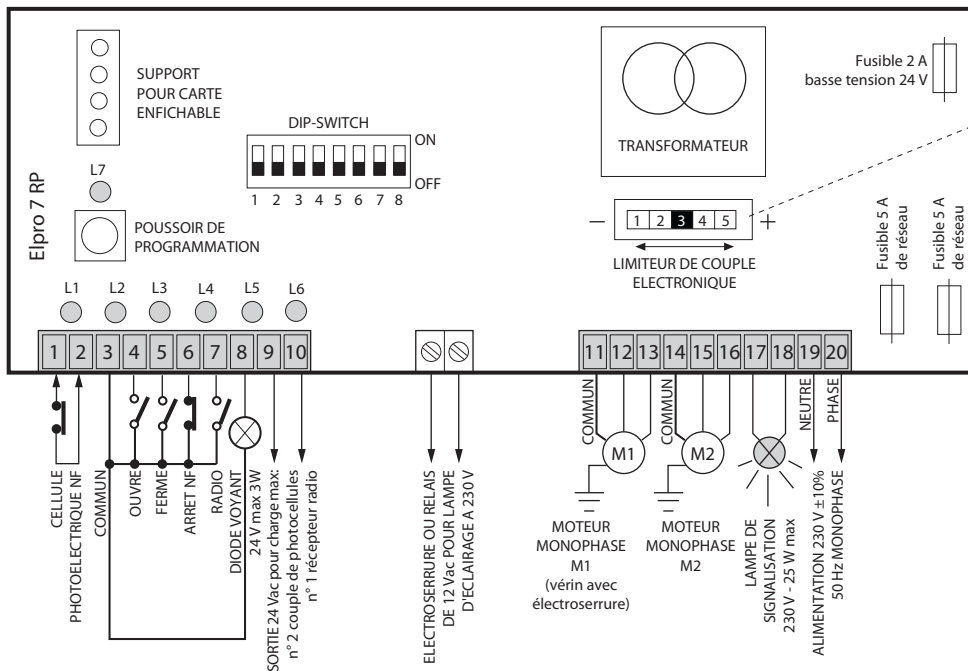 SUPPORT
POUR CARTE
ENFICHABLE
DIP-SWITCH
ON
OFF
1 2 3 4 5 6 7 8
Elpro 7 RP
L7
POUSSOIR DE
PROGRAMMATION
TRANSFORMATEUR
Fusible 2 A
basse tension 24 V
– 1 2 3 4 5 +
LIMITEUR DE COUPLE
ELECTRONIQUE
Fusible 5 A
de réseau
Fusible 5 A
de réseau
L1 L2 L3 L4 L5 L6
1 2 3 4 5 6 7 8 9 10
11 12 13 14 15 16 17 18 19 20
CELLULE
PHOTOELECTRIQUE NF
COMMUN
OUVRE
FERME
ARRET NF
RADIO
DIODE VOYANT
24 V max 3W
SORTIE 24 Vac pour charge max:
n° 2 couple de photocellules
n° 1 récepteur radio
ELECTROSERRURE OU RELAIS
DE 12 Vac POUR LAMPE
D'ECLAIRAGE A 230 V
COMMUN
M1
MOTEUR
MONOPHASE
M1
(vérin avec
électroserrure)
COMMUN
M2
MOTEUR
MONOPHASE
M2
LAMPE DE
SIGNALISATION
230 V - 25 W max
NEUTRE
PHASE
ALIMENTATION 230 V ±10%
50 Hz MONOPHASE